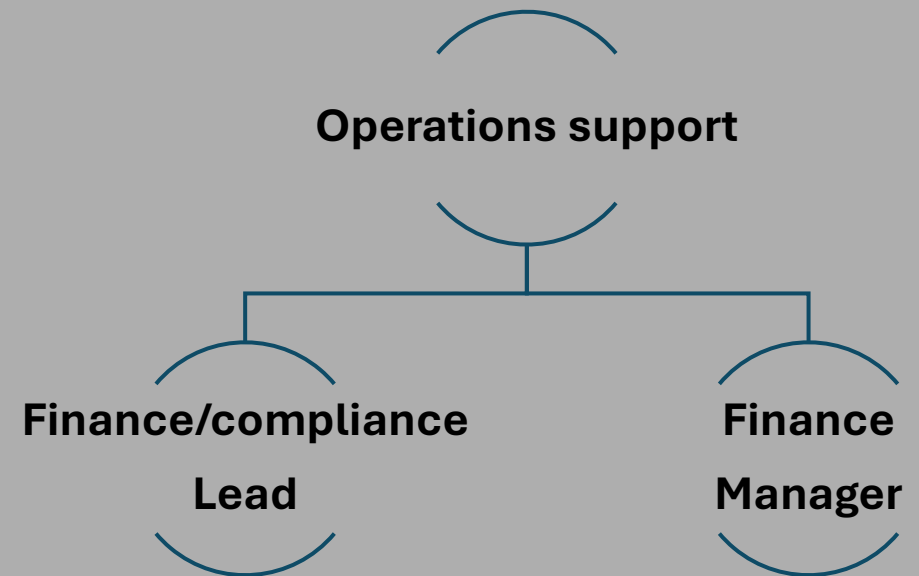 Operations support
Finance/compliance
Lead
Finance
Manager